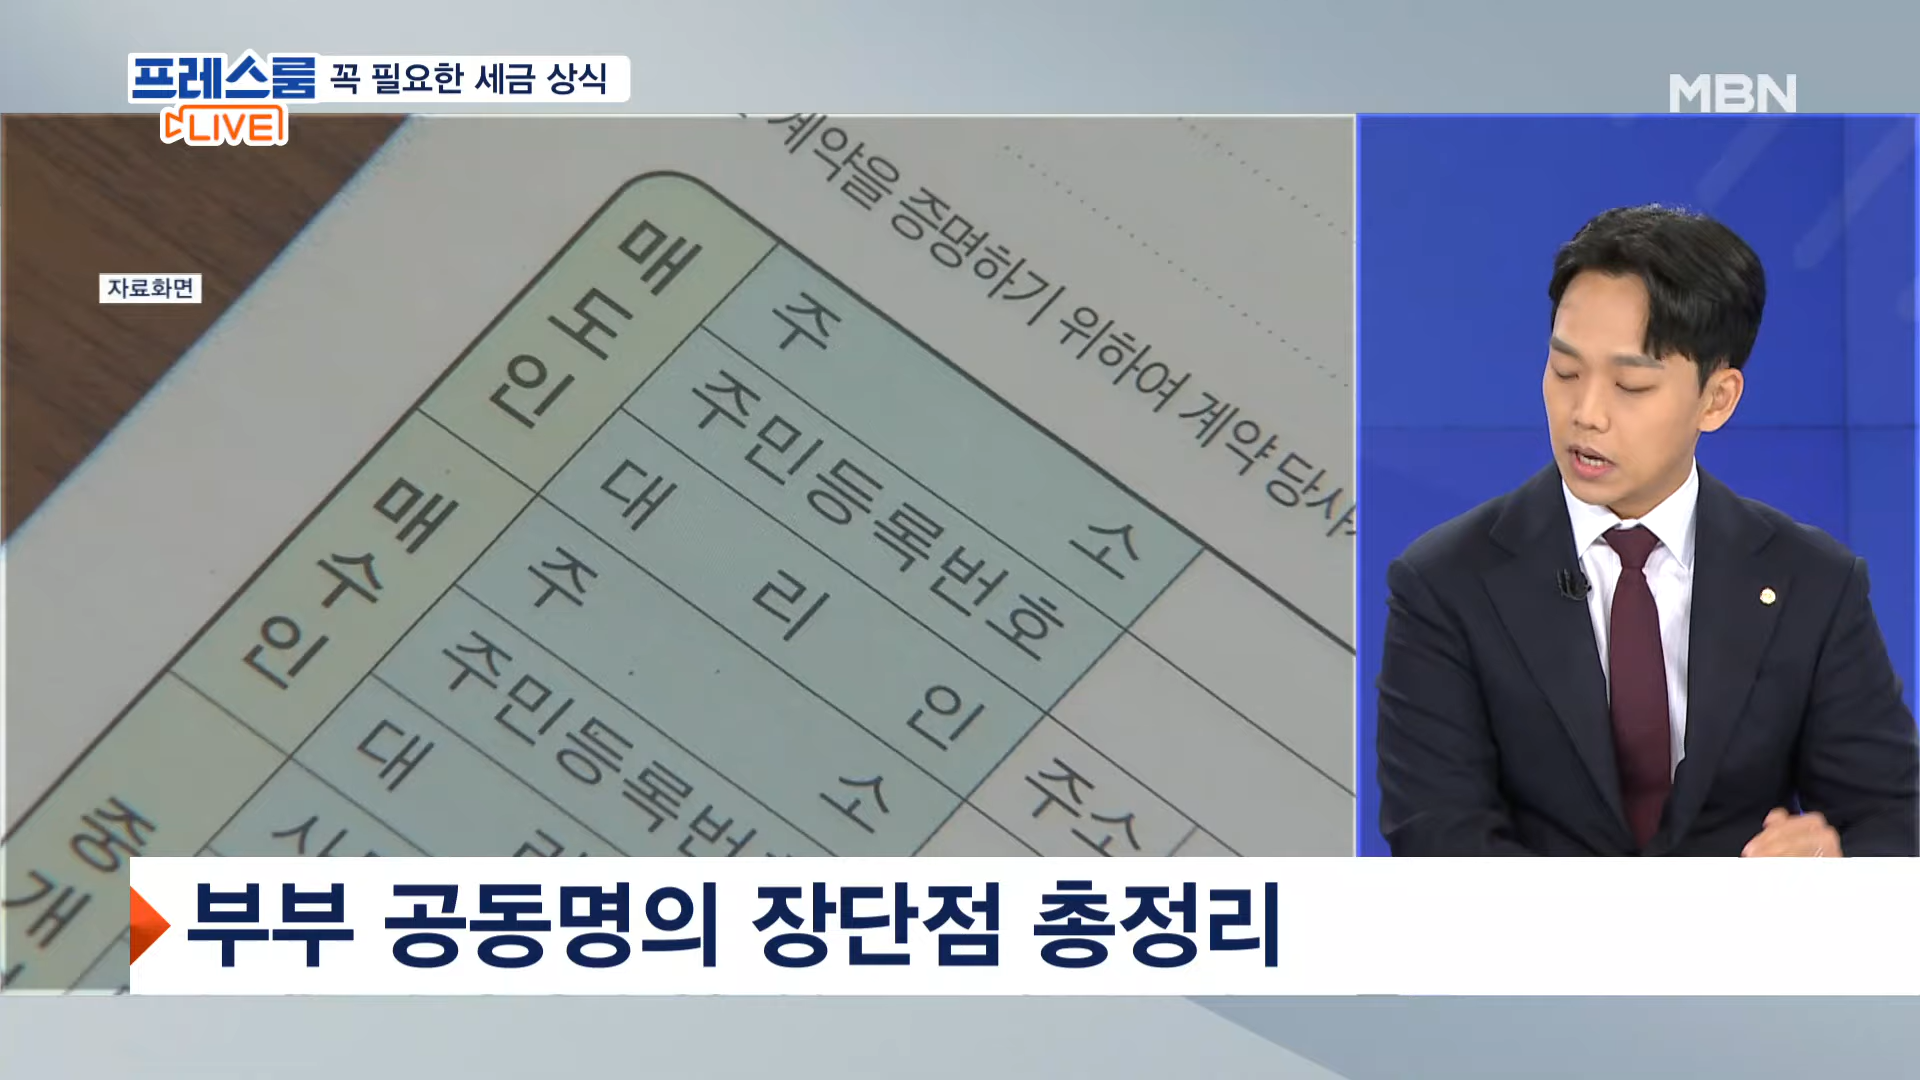 프레스룸 꼭 필요한 세금 상식
LIVE
MBN
자료화면
계약을 증명하기 위하여 계약 당사
매도인
주 소
주민등록번호
대 리 인
매수인
주 소
주민등록번
대 리
주소
중개
부부 공동명의 장단점 총정리